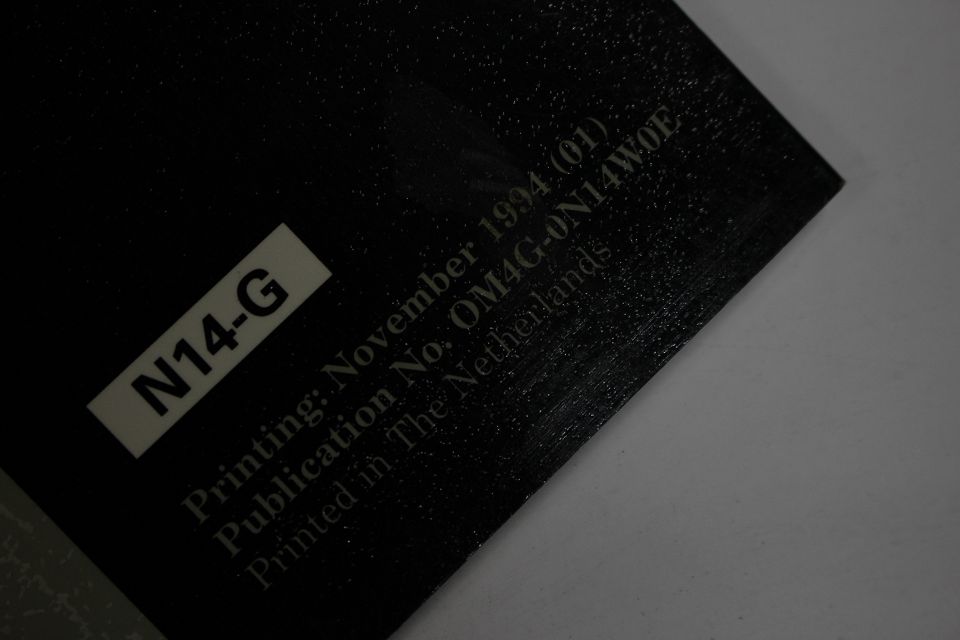 N14-G
Printing: November 1994 (01)
Publication No. OM4G-0N14W0E
Printed in The Netherlands